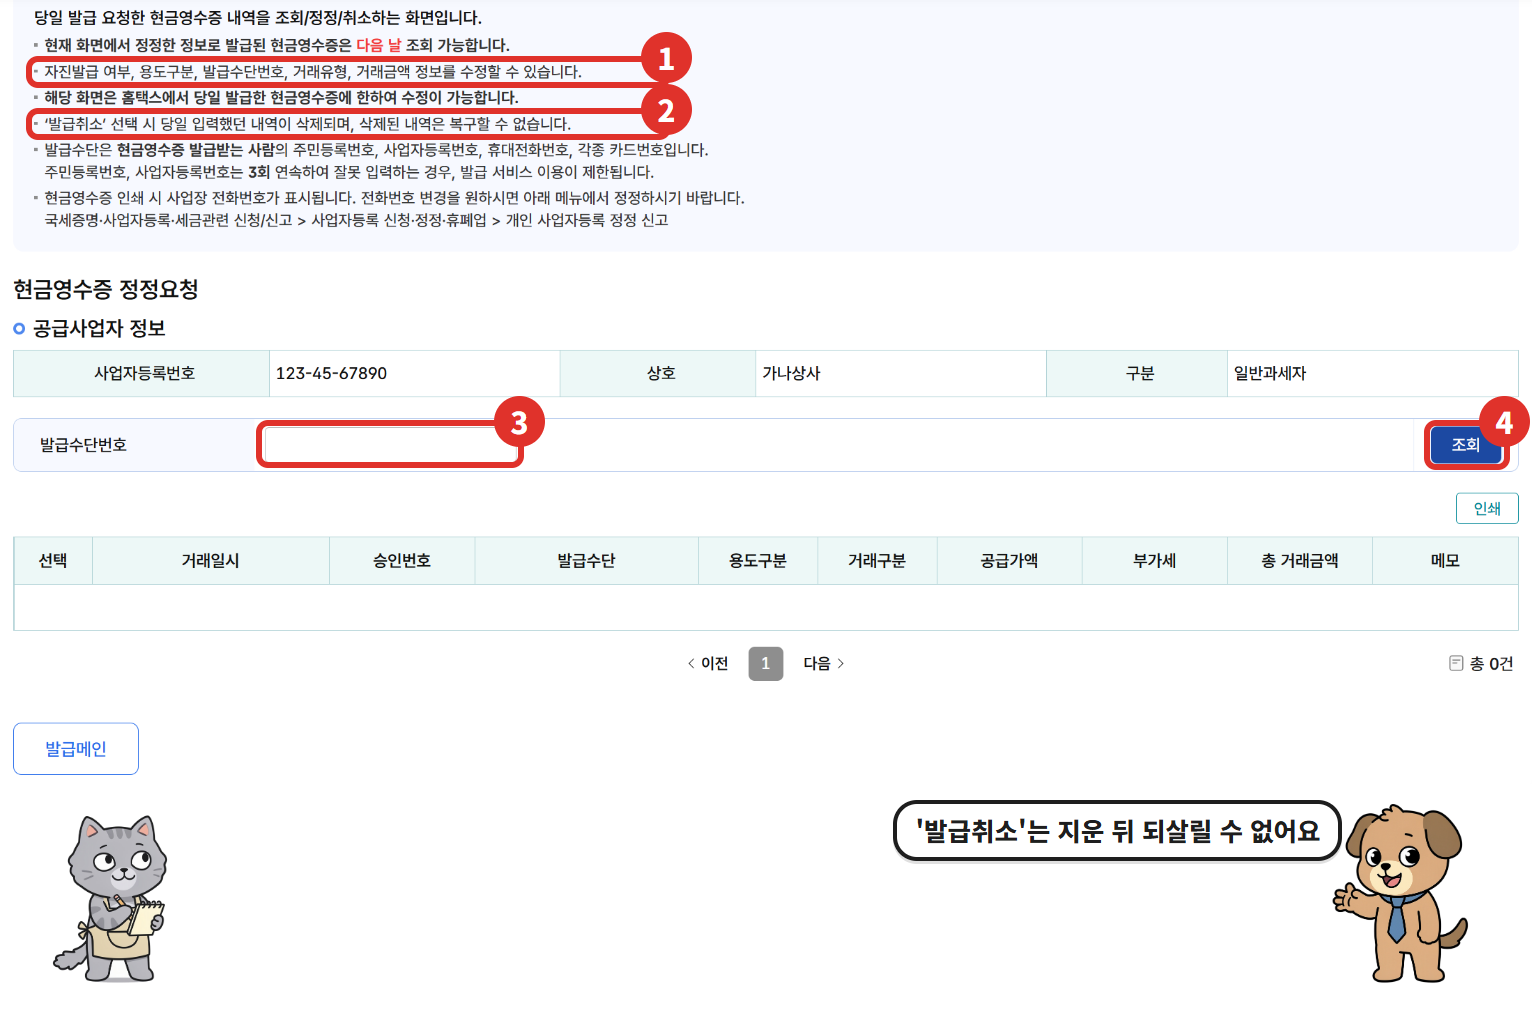 당일 발급 요청한 현금영수증 내역을 조회/정정/취소하는 화면입니다.
현재 화면에서 정정한 정보로 발급된 현금영수증은 다음 날 조회 가능합니다.
1
자진발급 여부, 용도구분, 발급수단번호, 거래유형, 거래금액 정보를 수정할 수 있습니다.
해당 화면은 홈택스에서 당일 발급한 현금영수증에 한하여 수정이 가능합니다.
2
'발급취소' 선택 시 당일 입력했던 내역이 삭제되며, 삭제된 내역은 복구할 수 없습니다.
발급수단은 현금영수증 발급받는 사람의 주민등록번호, 사업자등록번호, 휴대전화번호, 각종 카드번호입니다.
주민등록번호, 사업자등록번호는 3회 연속하여 잘못 입력하는 경우, 발급 서비스 이용이 제한됩니다.
현금영수증 인쇄 시 사업장 전화번호가 표시됩니다. 전화번호 변경을 원하시면 아래 메뉴에서 정정하시기 바랍니다.
국세증명·사업자등록·세금관련 신청/신고 > 사업자등록 신청·정정·휴폐업 > 개인 사업자등록 정정 신고
현금영수증 정정요청
공급사업자 정보
사업자등록번호 123-45-67890 상호 가나상사 구분 일반과세자
3 4
발급수단번호 조회
인쇄
선택 거래일시 승인번호 발급수단 용도구분 거래구분 공급가액 부가세 총 거래금액 메모
< 이전 1 다음 > 총 0건
발급메인
'발급취소'는 지운 뒤 되살릴 수 없어요